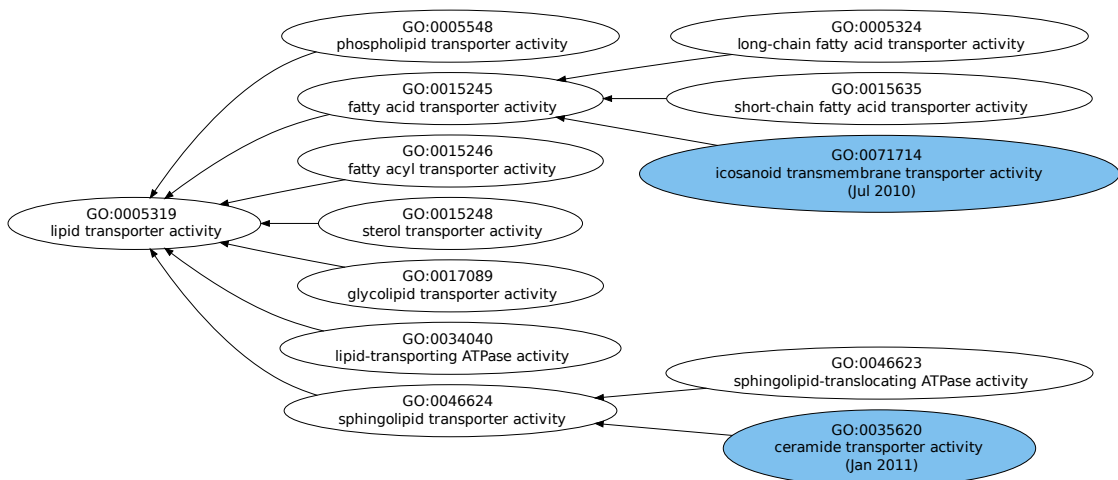 GO:0005548
phospholipid transporter activity
GO:0005324
long-chain fatty acid transporter activity
GO:0015245
fatty acid transporter activity
GO:0015635
short-chain fatty acid transporter activity
GO:0015246
fatty acyl transporter activity
GO:0071714
icosanoid transmembrane transporter activity
(Jul 2010)
GO:0005319
lipid transporter activity
GO:0015248
sterol transporter activity
GO:0017089
glycolipid transporter activity
GO:0034040
lipid-transporting ATPase activity
GO:0046623
sphingolipid-translocating ATPase activity
GO:0046624
sphingolipid transporter activity
GO:0035620
ceramide transporter activity
(Jan 2011)